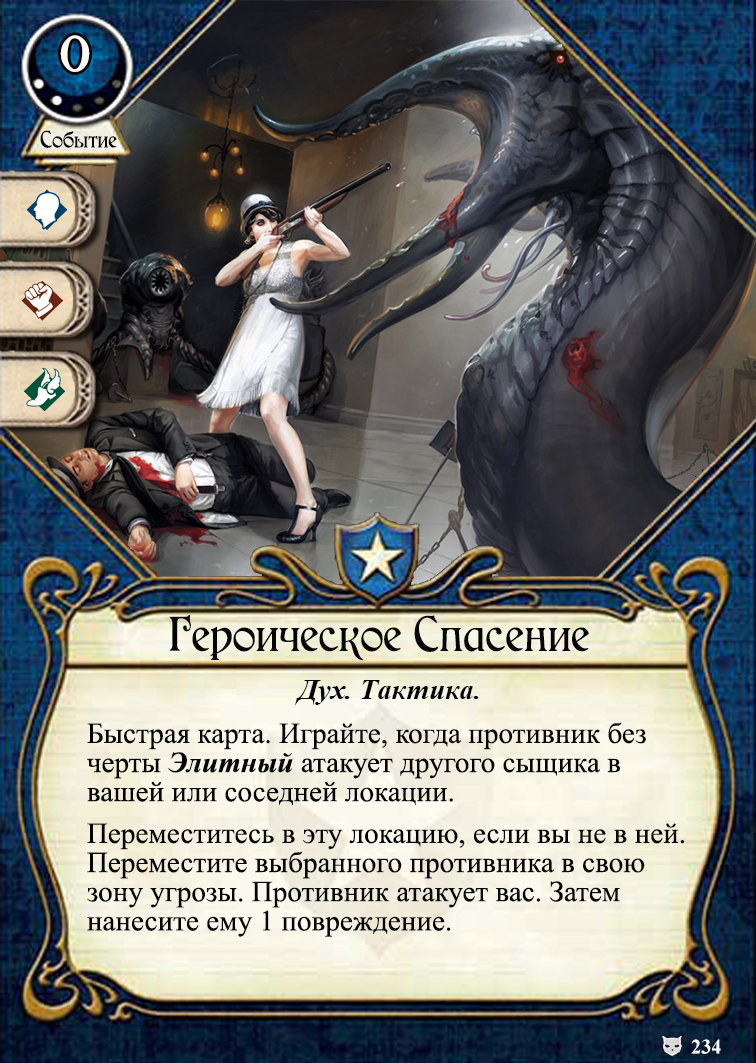 0
Событие
Героическое Спасение
Дух. Тактика.
Быстрая карта. Играйте, когда противник без
черты Элитный атакует другого сыщика в
вашей или соседней локации.
Переместитесь в эту локацию, если вы не в ней.
Переместите выбранного противника в свою
зону угрозы. Противник атакует вас. Затем
нанесите ему 1 повреждение.
234